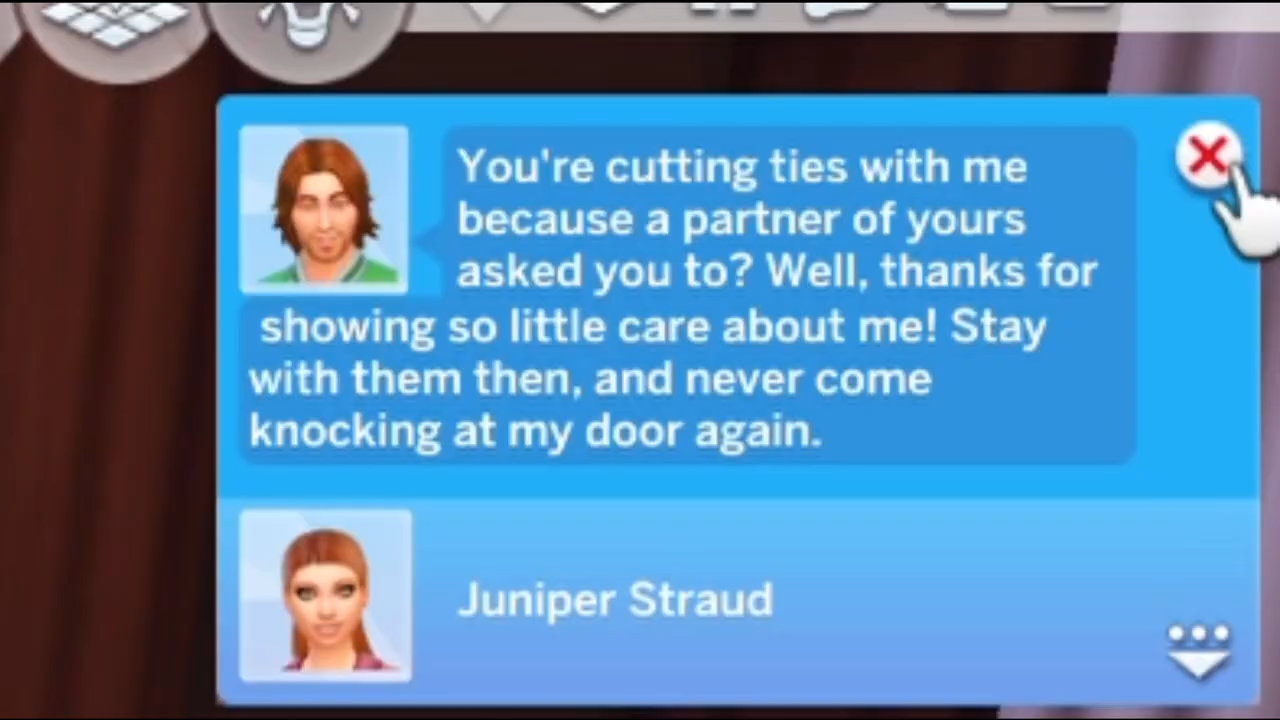 You're cutting ties with me
because a partner of yours
asked you to? Well, thanks for
showing so little care about me! Stay
with them then, and never come
knocking at my door again.
Juniper Straud